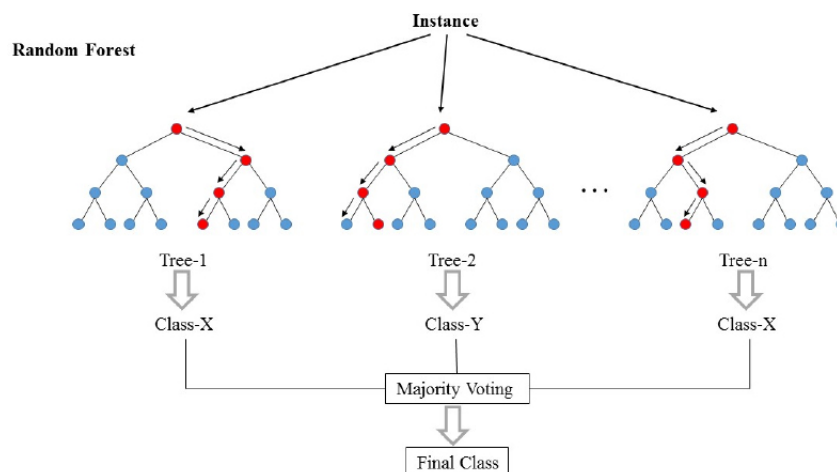 Instance
Random Forest
...
Tree-1 Tree-2 Tree-n
Class-X Class-Y Class-X
Majority Voting
Final Class